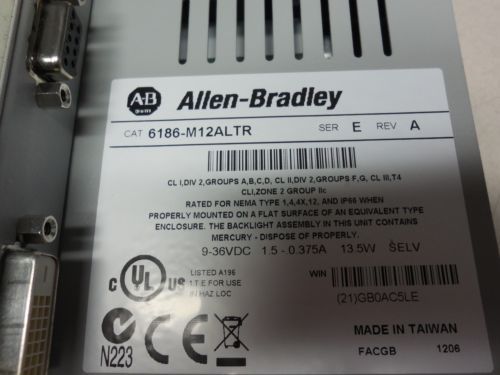 A-B Allen-Bradley
CAT 6186-M12ALTR SER E REV A
CL I,DIV 2,GROUPS A,B,C,D, CL II,DIV 2,GROUPS F,G, CL III,T4
CLI,ZONE 2 GROUP IIc
RATED FOR NEMA TYPE 1,4,4X,12, AND IP66 WHEN
PROPERLY MOUNTED ON A FLAT SURFACE OF AN EQUIVALENT TYPE
ENCLOSURE. THE BACKLIGHT ASSEMBLY IN THIS UNIT CONTAINS
MERCURY - DISPOSE OF PROPERLY.
9-36VDC 1.5 - 0.375A 13.5W SELV
C UL US LISTED A196
I.T.E FOR USE
IN HAZ LOC
WIN
(21)GB0AC5LE
N223
MADE IN TAIWAN
FACGB 1206